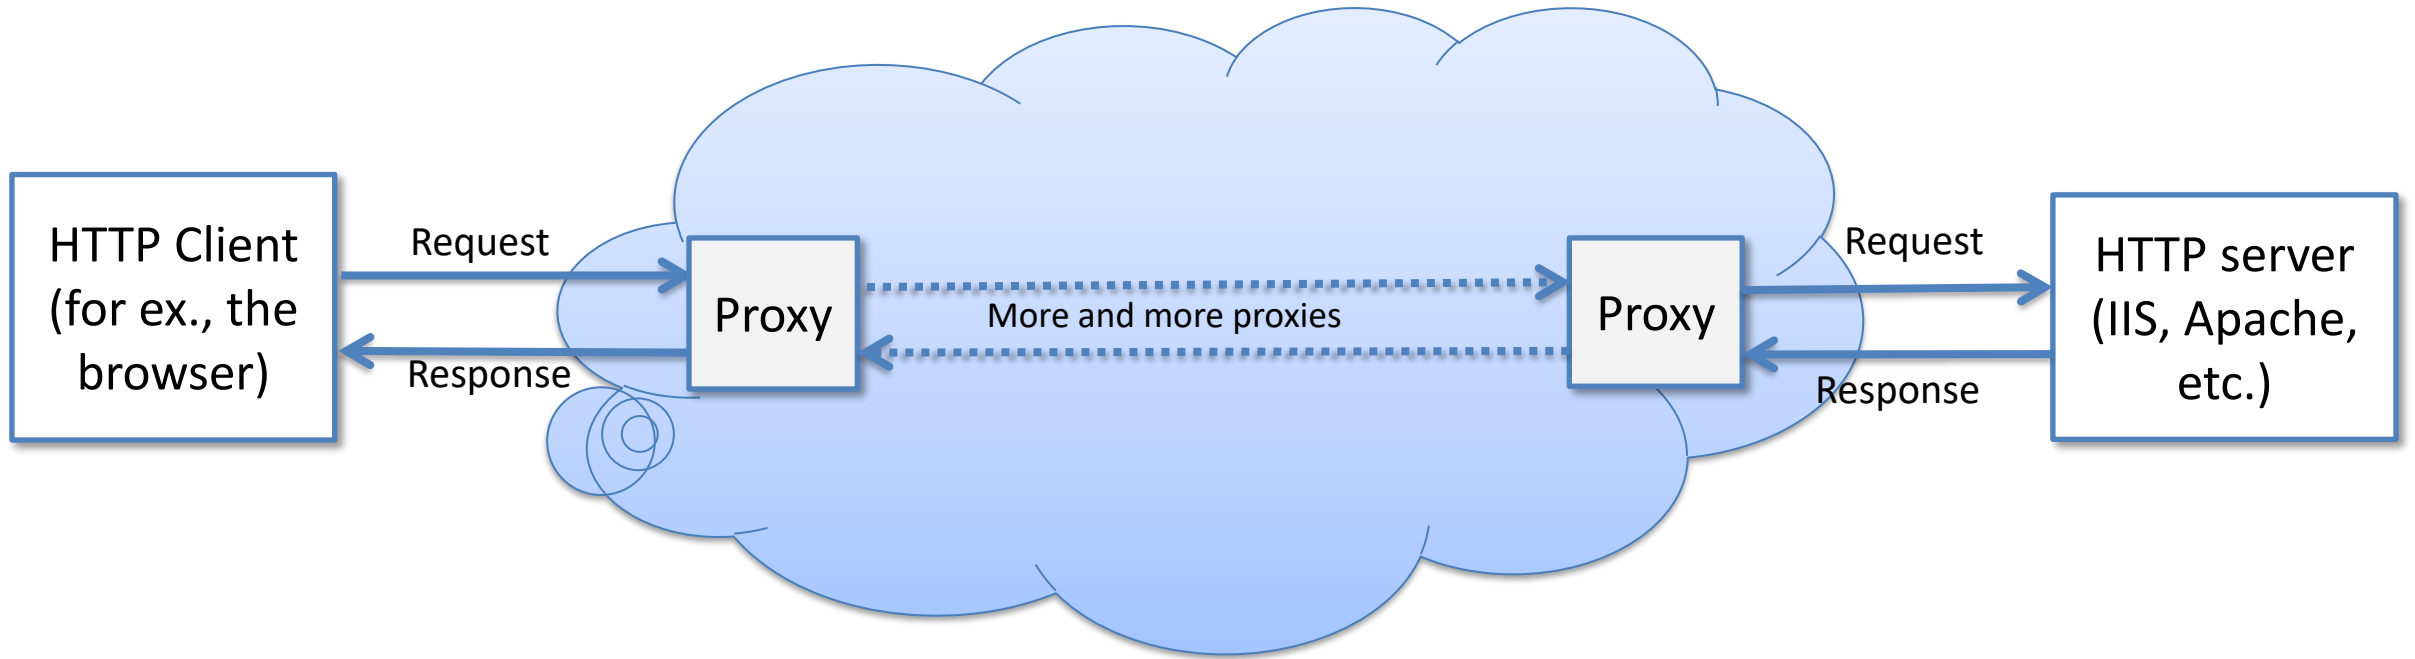 HTTP Client
(for ex., the
browser)
Request
Response
Proxy
More and more proxies
Proxy
Request
Response
HTTP server
(IIS, Apache,
etc.)